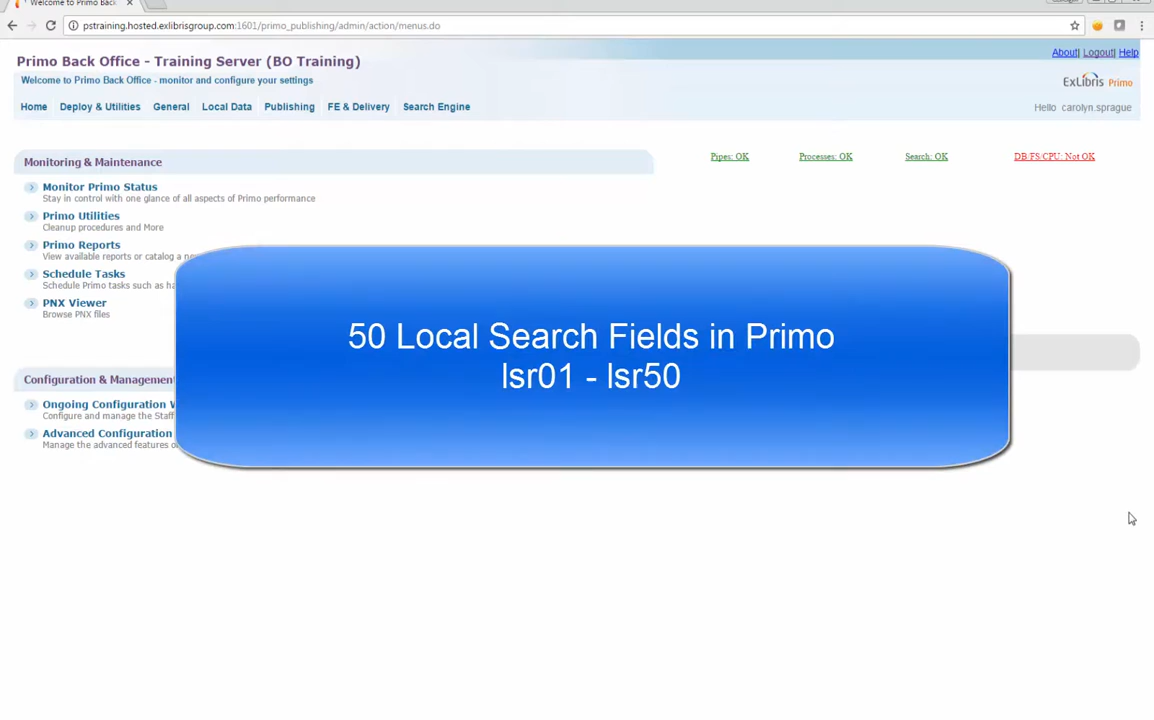 Welcome to Primo Back
pstraining.hosted.exlibrisgroup.com:1601/primo_publishing/admin/action/menus.do
About| Logout| Help
Primo Back Office - Training Server (BO Training)
Welcome to Primo Back Office - monitor and configure your settings
ExLibris Primo
Home Deploy & Utilities General Local Data Publishing FE & Delivery Search Engine
Hello carolyn.sprague
Monitoring & Maintenance
Pipes: OK Processes: OK Search: OK DB/FS/CPU: Not OK
Monitor Primo Status
Stay in control with one glance of all aspects of Primo performance
Primo Utilities
Cleanup procedures and More
Primo Reports
View available reports or catalog a
Schedule Tasks
Schedule Primo tasks such as
PNX Viewer
Browse PNX files
50 Local Search Fields in Primo
lsr01 - lsr50
Configuration & Management
Ongoing Configuration
Configure and manage the Staff
Advanced Configuration
Manage the advanced features